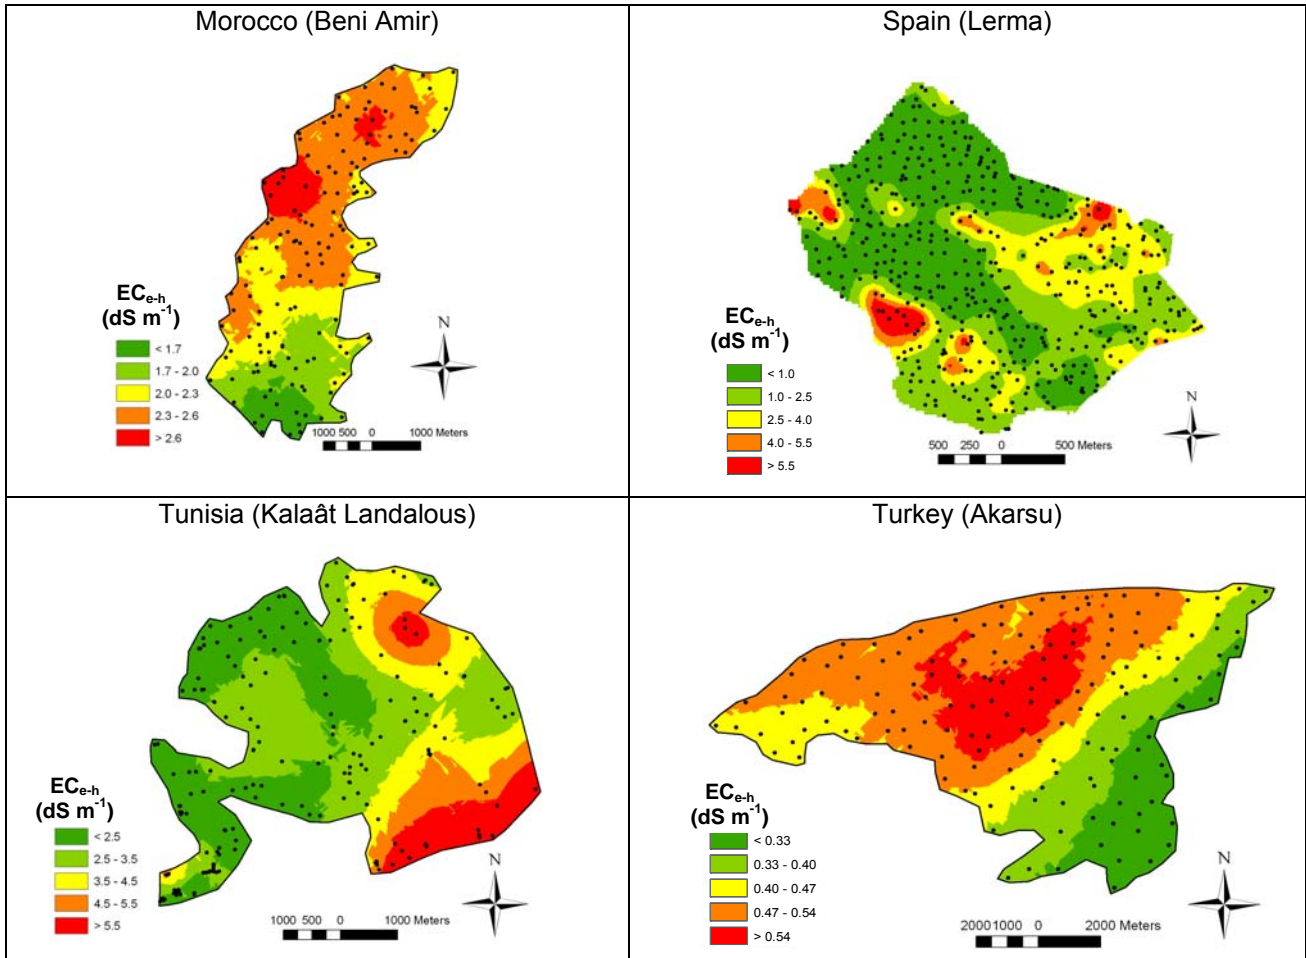 Morocco (Beni Amir)
N
ECe-h
(dS m-1)
< 1.7
1.7 - 2.0
2.0 - 2.3
2.3 - 2.6
> 2.6
1000 500 0 1000 Meters
Spain (Lerma)
ECe-h
(dS m-1)
< 1.0
1.0 - 2.5
2.5 - 4.0
4.0 - 5.5
> 5.5
N
500 250 0 500 Meters
Tunisia (Kalaât Landalous)
ECe-h
(dS m-1)
< 2.5
2.5 - 3.5
3.5 - 4.5
4.5 - 5.5
> 5.5
N
1000 500 0 1000 Meters
Turkey (Akarsu)
ECe-h
(dS m-1)
< 0.33
0.33 - 0.40
0.40 - 0.47
0.47 - 0.54
> 0.54
N
20001000 0 2000 Meters